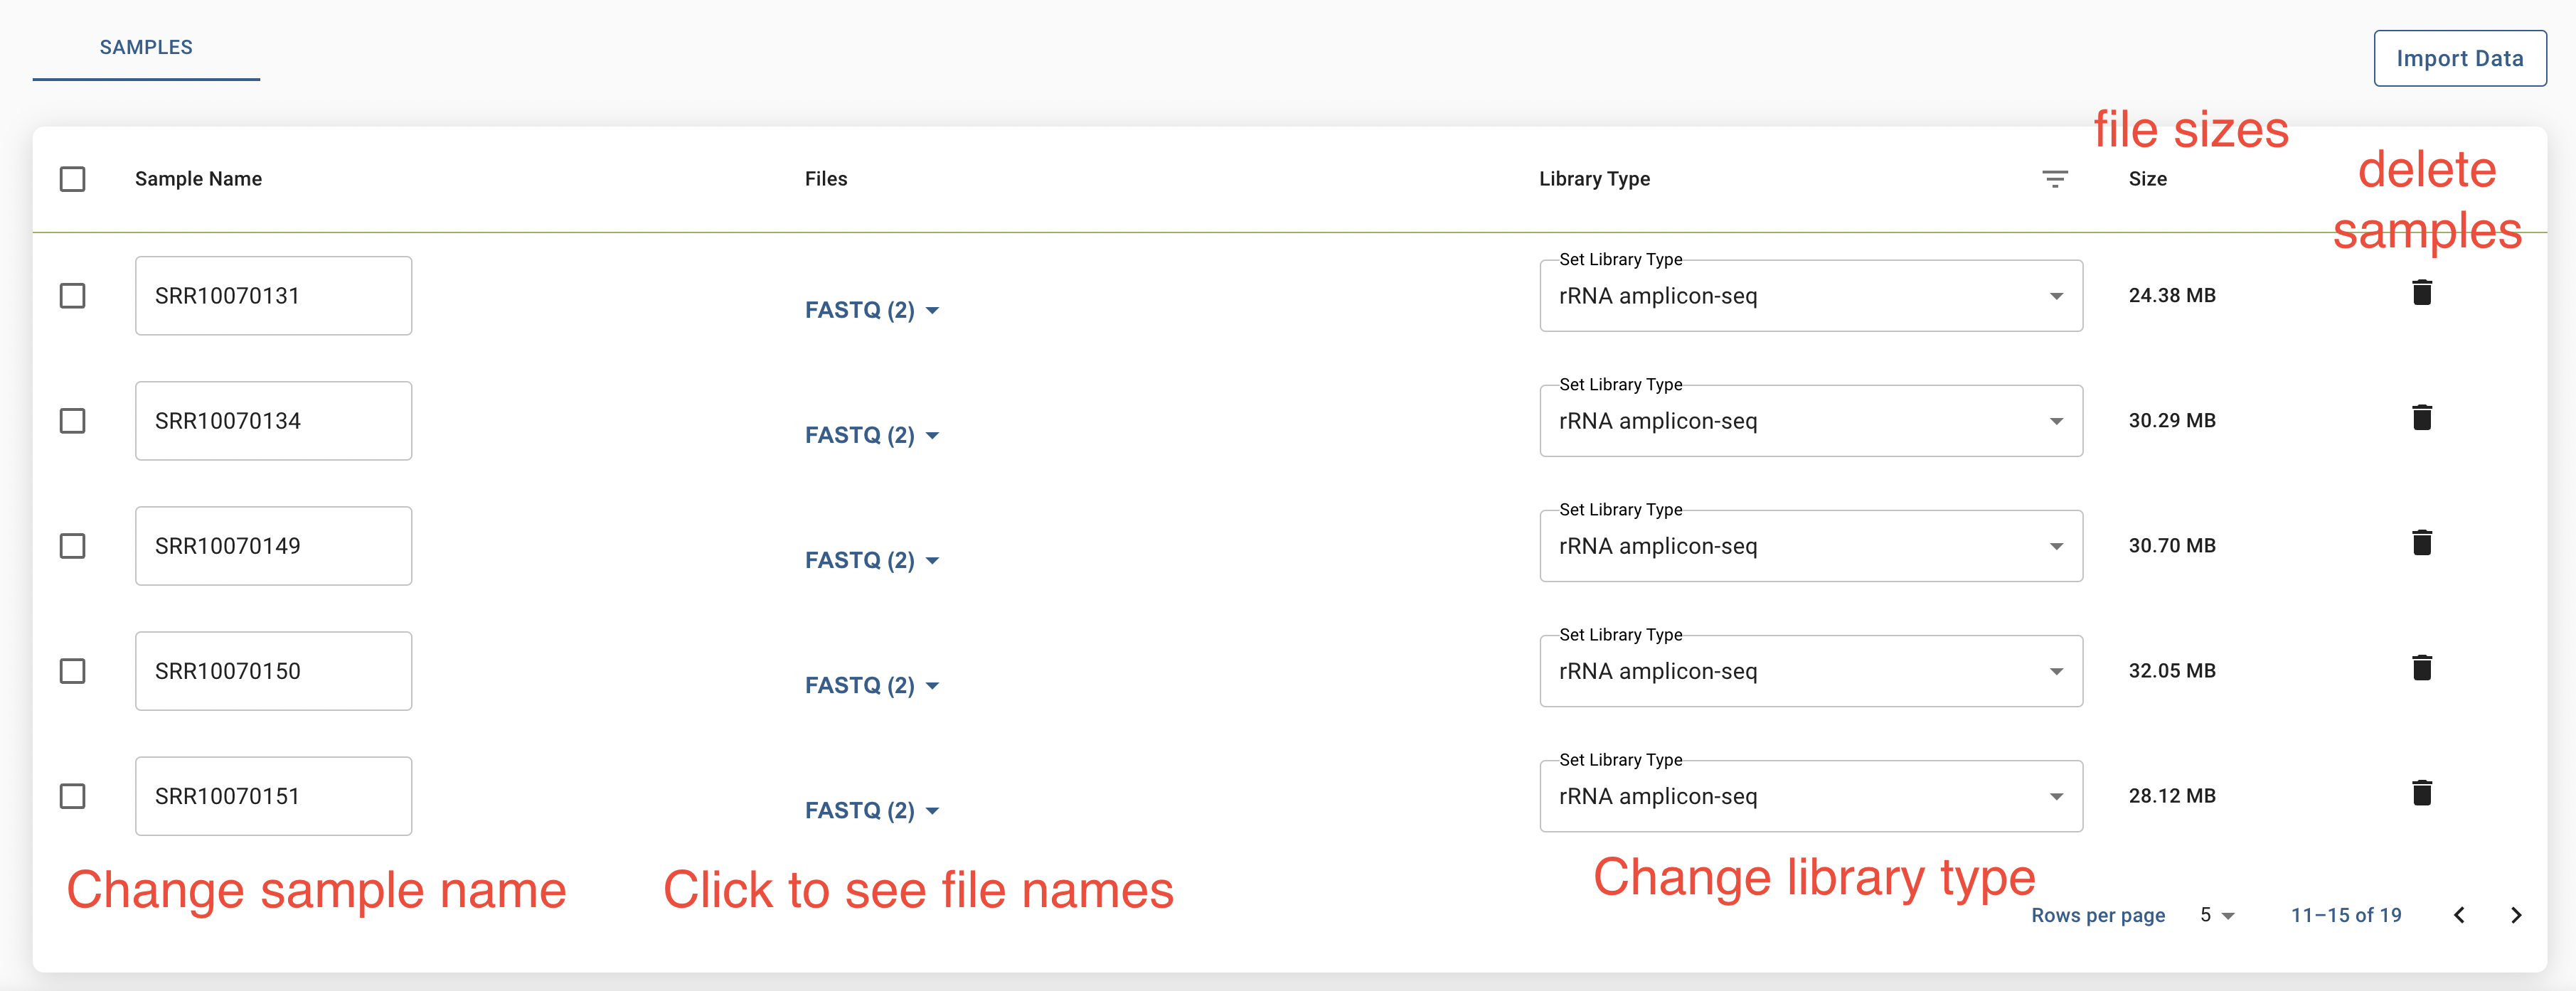 SAMPLES
Import Data
file sizes
Sample Name Files Library Type Size
delete
samples
Set Library Type
SRR10070131 FASTQ (2) rRNA amplicon-seq 24.38 MB
Set Library Type
SRR10070134 FASTQ (2) rRNA amplicon-seq 30.29 MB
Set Library Type
SRR10070149 FASTQ (2) rRNA amplicon-seq 30.70 MB
Set Library Type
SRR10070150 FASTQ (2) rRNA amplicon-seq 32.05 MB
Set Library Type
SRR10070151 FASTQ (2) rRNA amplicon-seq 28.12 MB
Change sample name Click to see file names Change library type
Rows per page 5 11–15 of 19